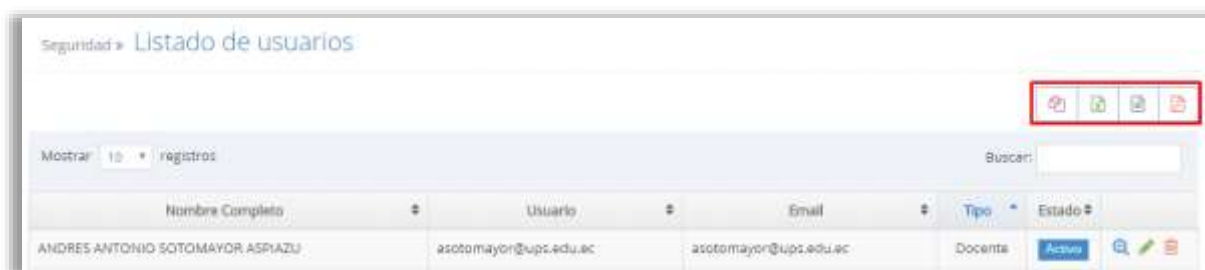 Seguridad » Listado de usuarios
Mostrar 10 registros Buscar:
Nombre Completo Usuario Email Tipo Estado
ANDRES ANTONIO SOTOMAYOR ASPIAZU asotomayor@ups.edu.ec asotomayor@ups.edu.ec Docente Activo